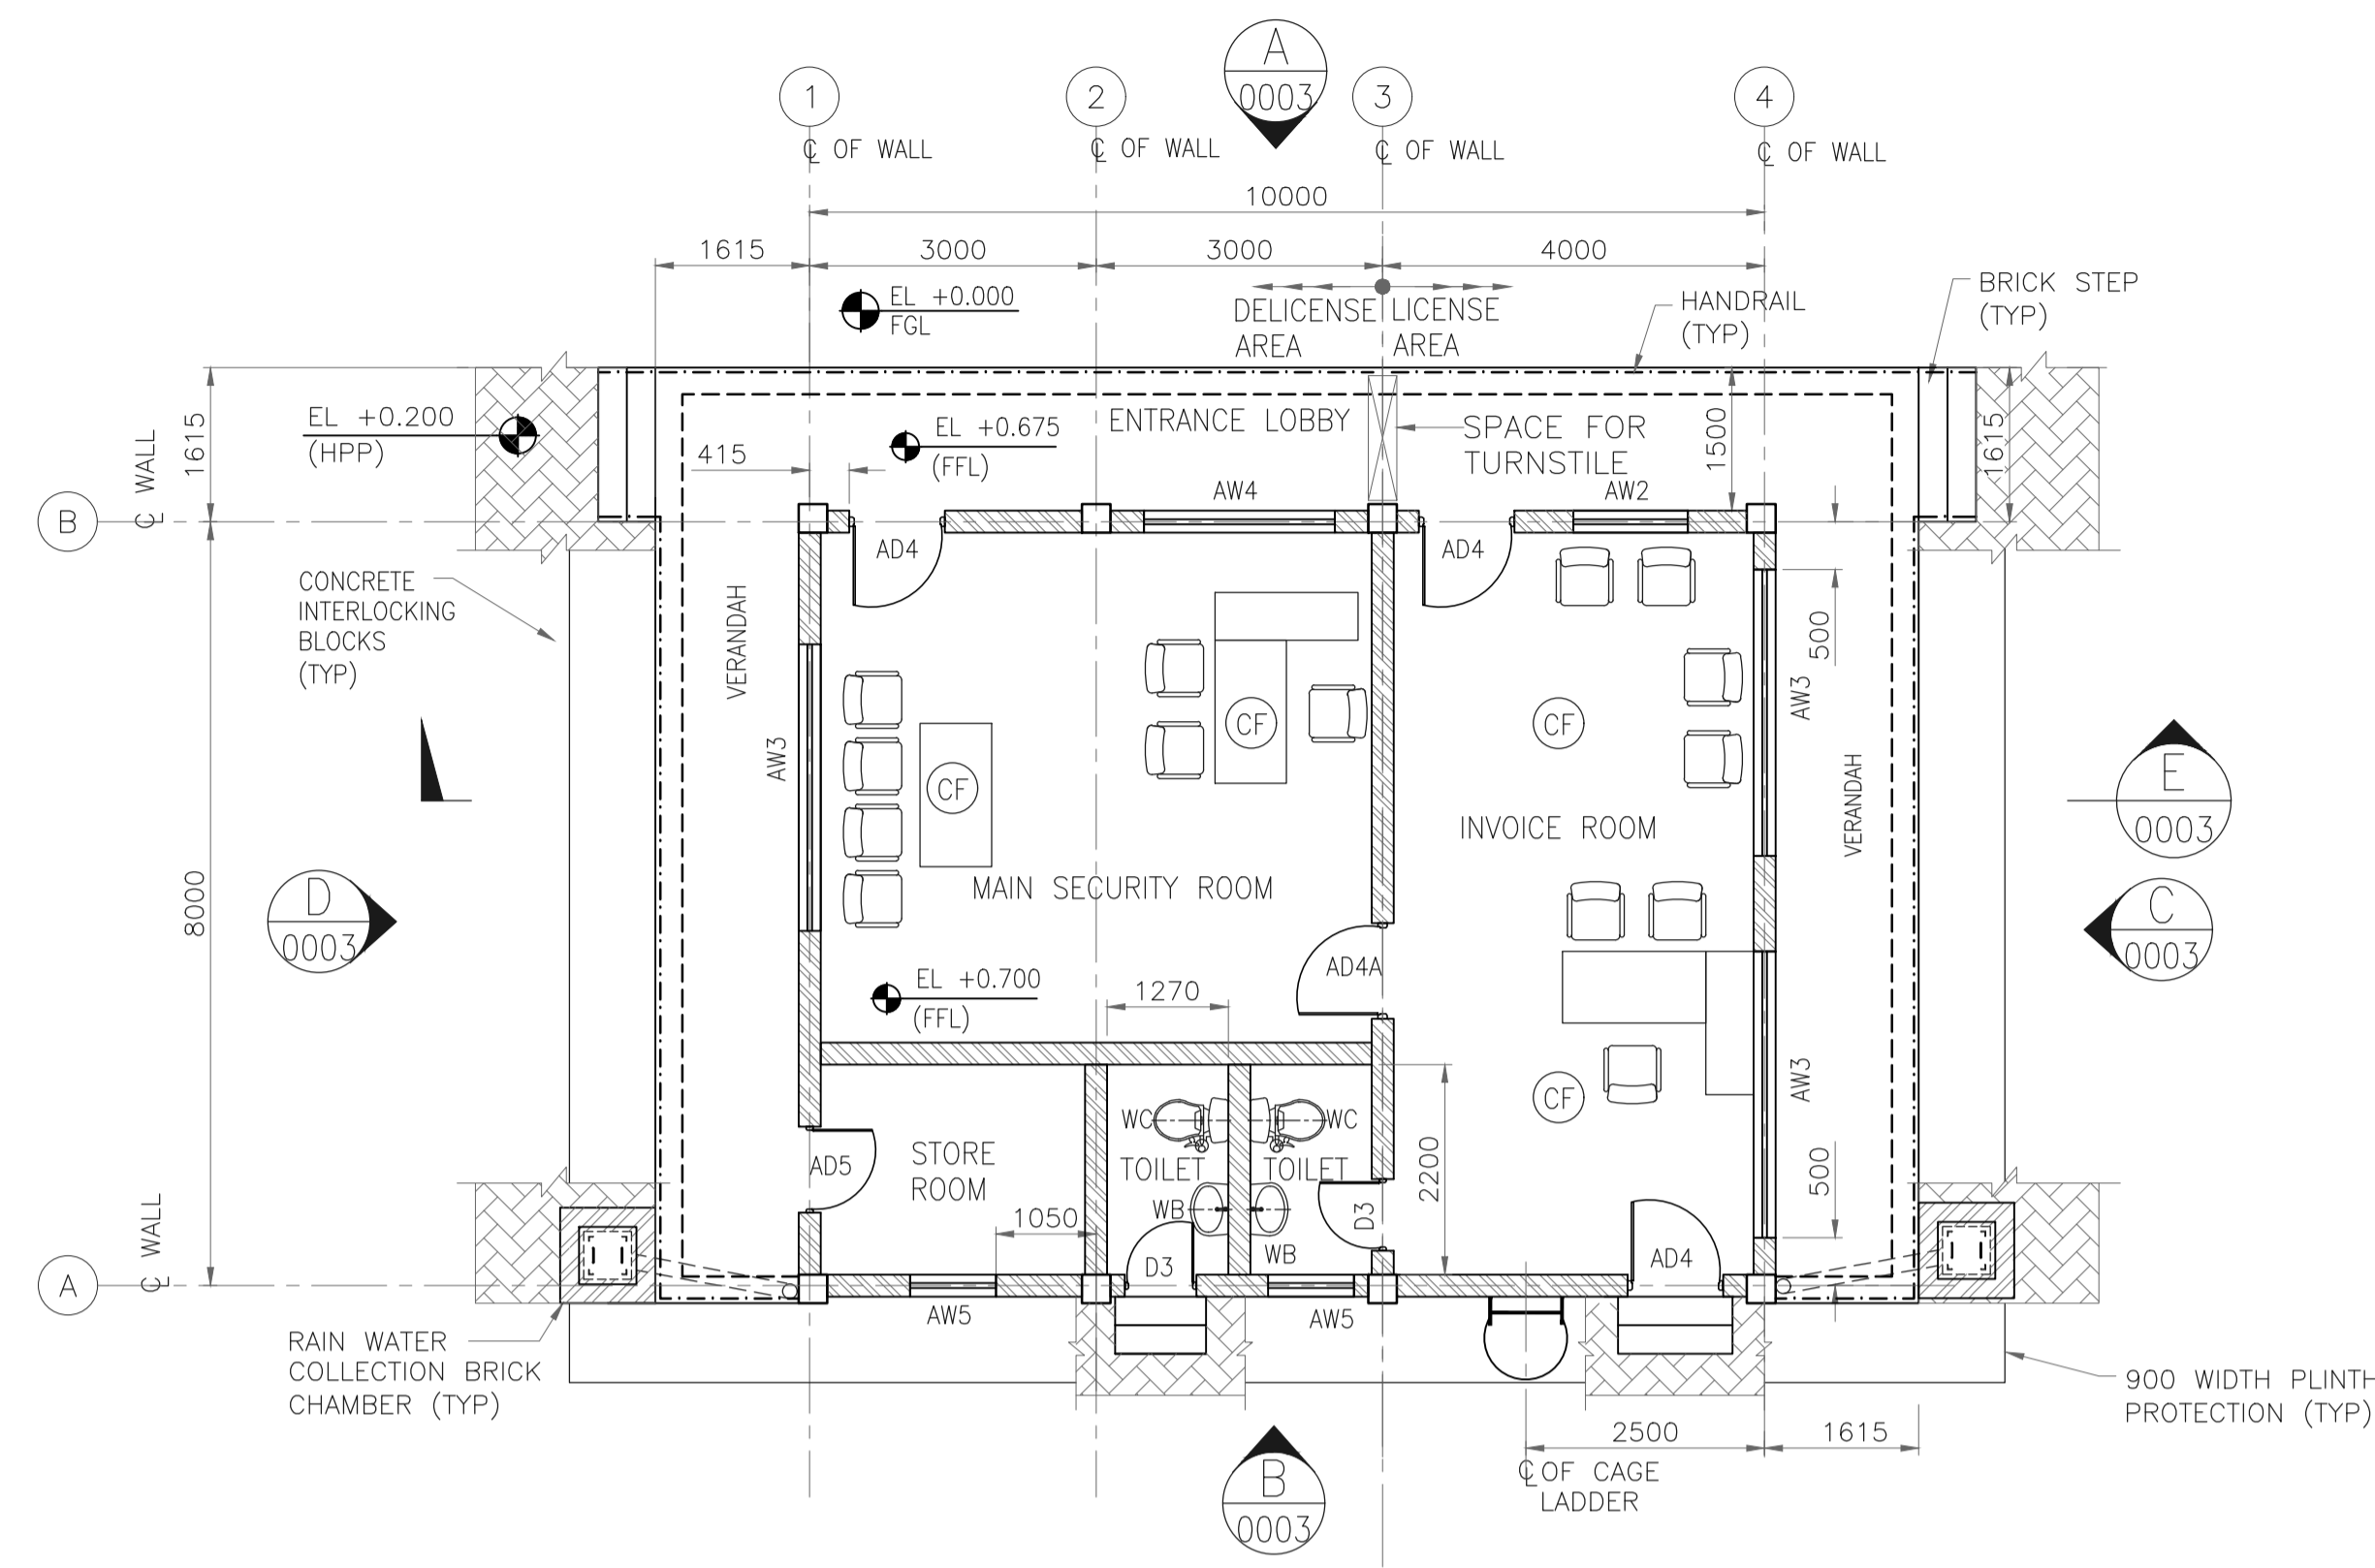 A
0003
1
2
3
4
℄ OF WALL
℄ OF WALL
℄ OF WALL
℄ OF WALL
10000
1615
3000
3000
4000
EL +0.000
FGL
DELICENSE
AREA
LICENSE
AREA
HANDRAIL
(TYP)
BRICK STEP
(TYP)
1615
℄ WALL
EL +0.200
(HPP)
415
EL +0.675
(FFL)
ENTRANCE LOBBY
SPACE FOR
TURNSTILE
1500
1615
B
AW4
AW2
AD4
AD4
CONCRETE
INTERLOCKING
BLOCKS
(TYP)
VERANDAH
500
AW3
AW3
CF
CF
CF
VERANDAH
E
0003
INVOICE ROOM
MAIN SECURITY ROOM
8000
D
0003
C
0003
AD4A
EL +0.700
(FFL)
1270
AW3
CF
WC
WC
STORE
ROOM
AD5
TOILET
TOILET
2200
500
WB
1050
D3
℄ WALL
WB
D3
AD4
A
AW5
AW5
RAIN WATER
COLLECTION BRICK
CHAMBER (TYP)
900 WIDTH PLINTH
PROTECTION (TYP)
2500
1615
℄ OF CAGE
LADDER
B
0003